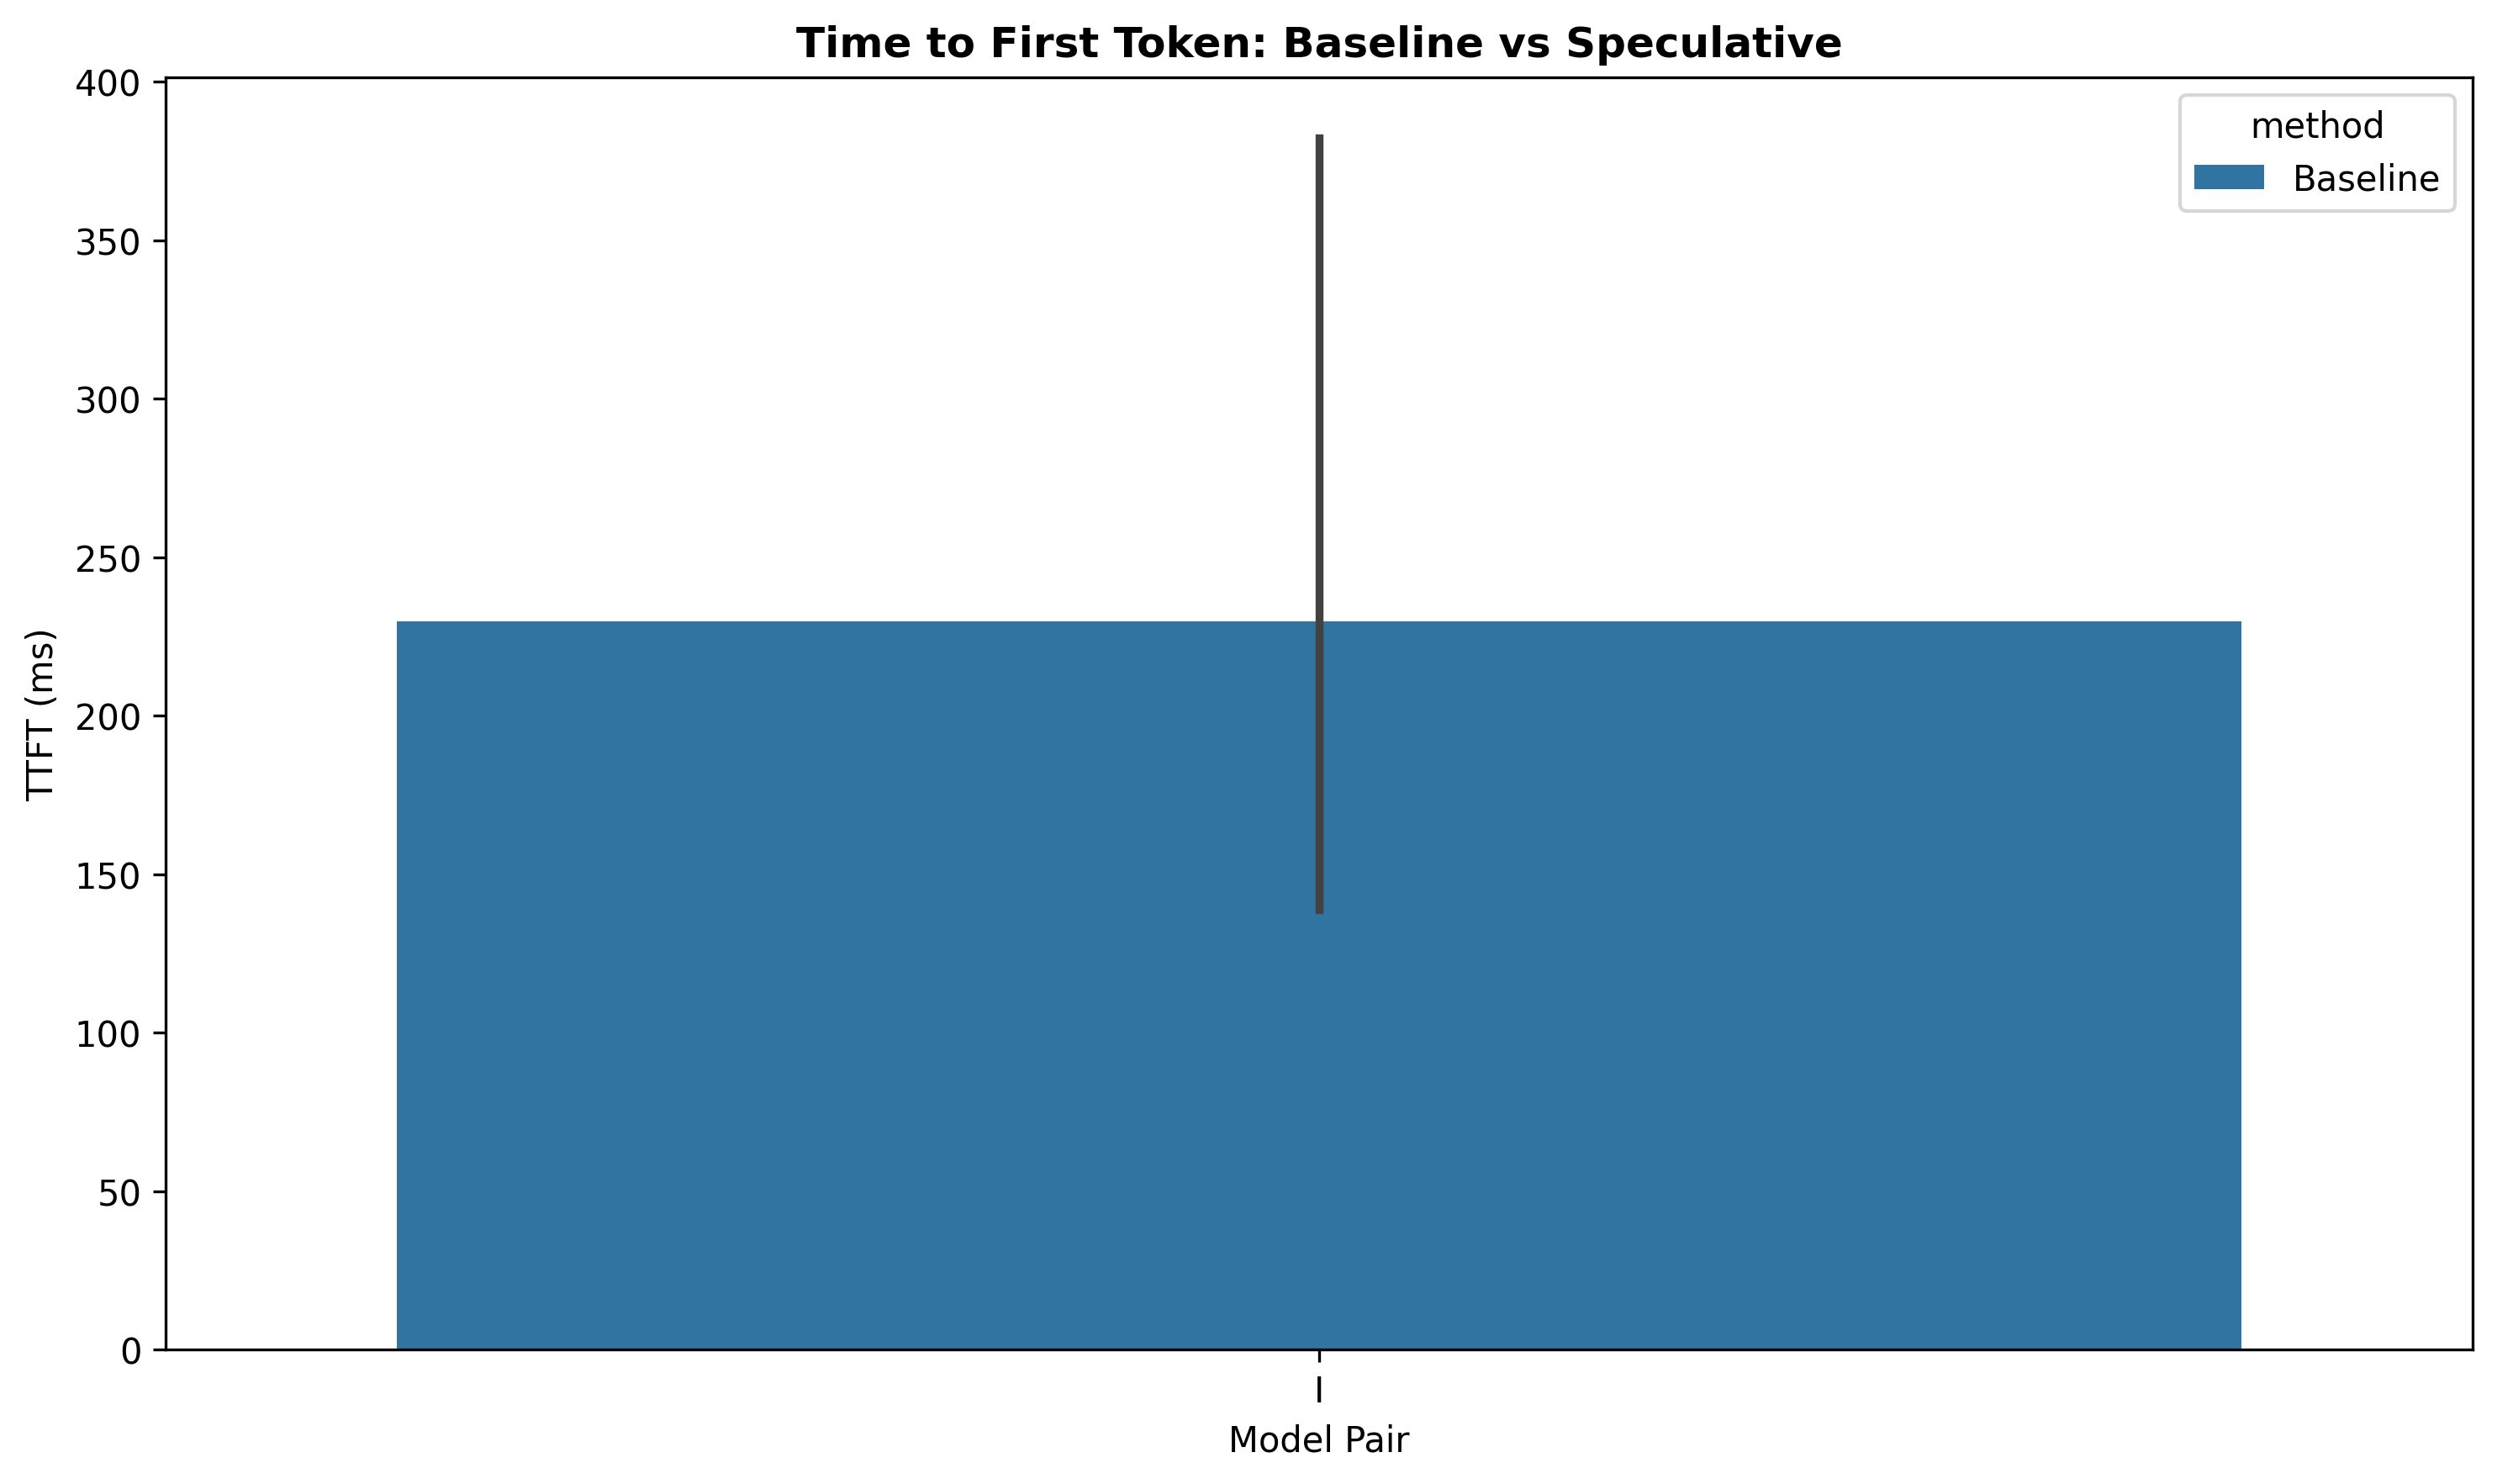 Time to First Token: Baseline vs Speculative
method
Baseline
TTFT (ms)
400
350
300
250
200
150
100
50
0
I
Model Pair